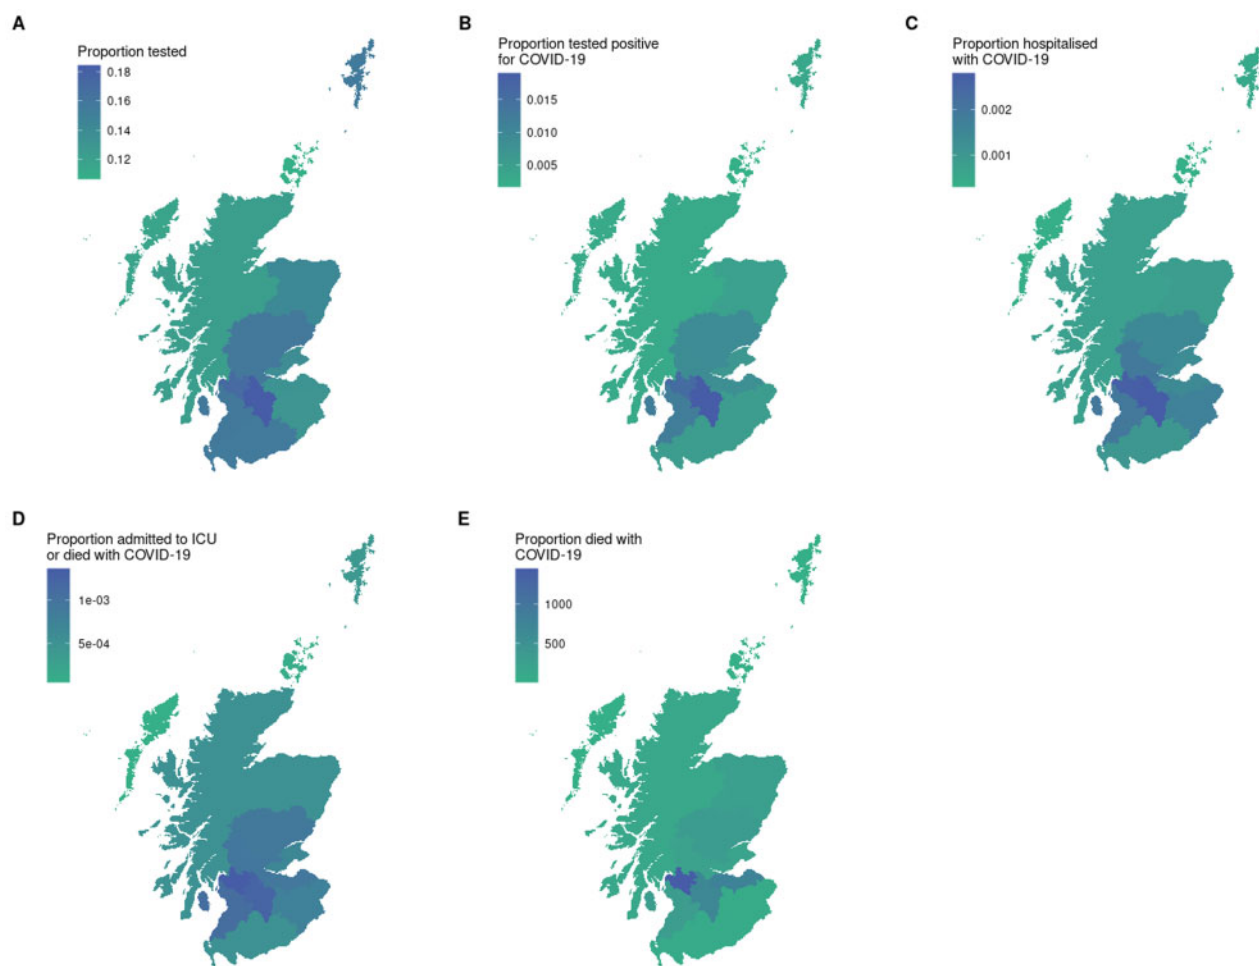 A
Proportion tested
0.18
0.16
0.14
0.12
B
Proportion tested positive
for COVID-19
0.015
0.010
0.005
C
Proportion hospitalised
with COVID-19
0.002
0.001
D
Proportion admitted to ICU
or died with COVID-19
1e-03
5e-04
E
Proportion died with
COVID-19
1000
500